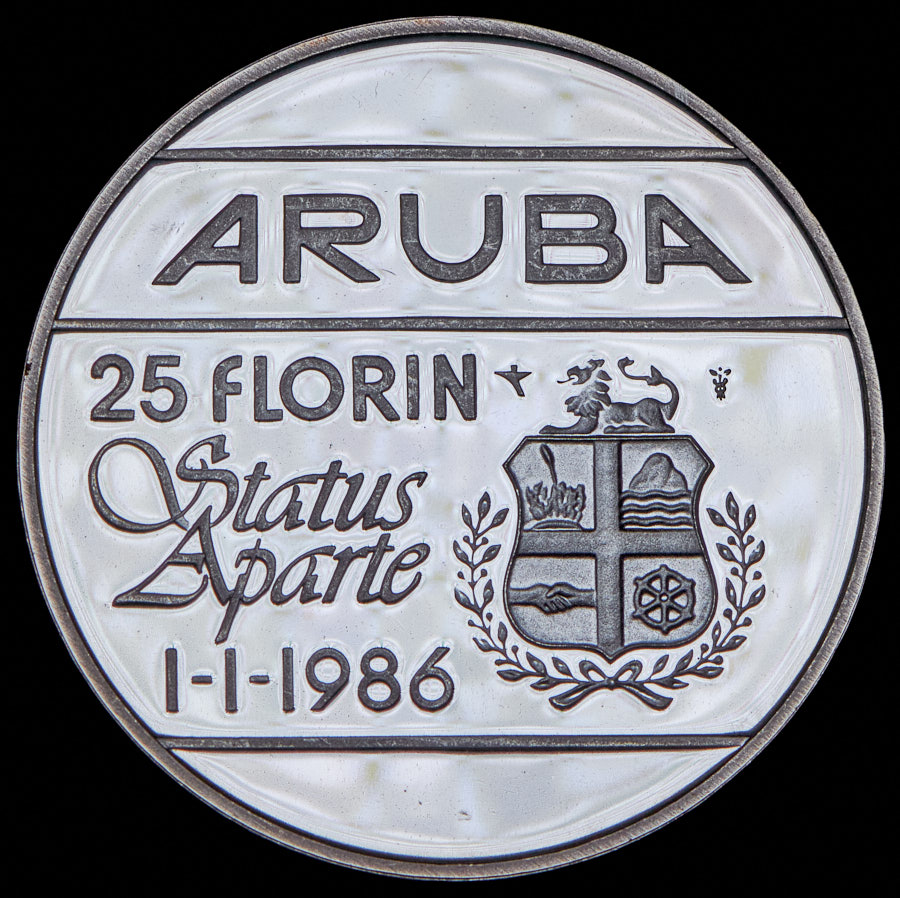 ARUBA
25 FLORIN
Status
Aparte
1-1-1986